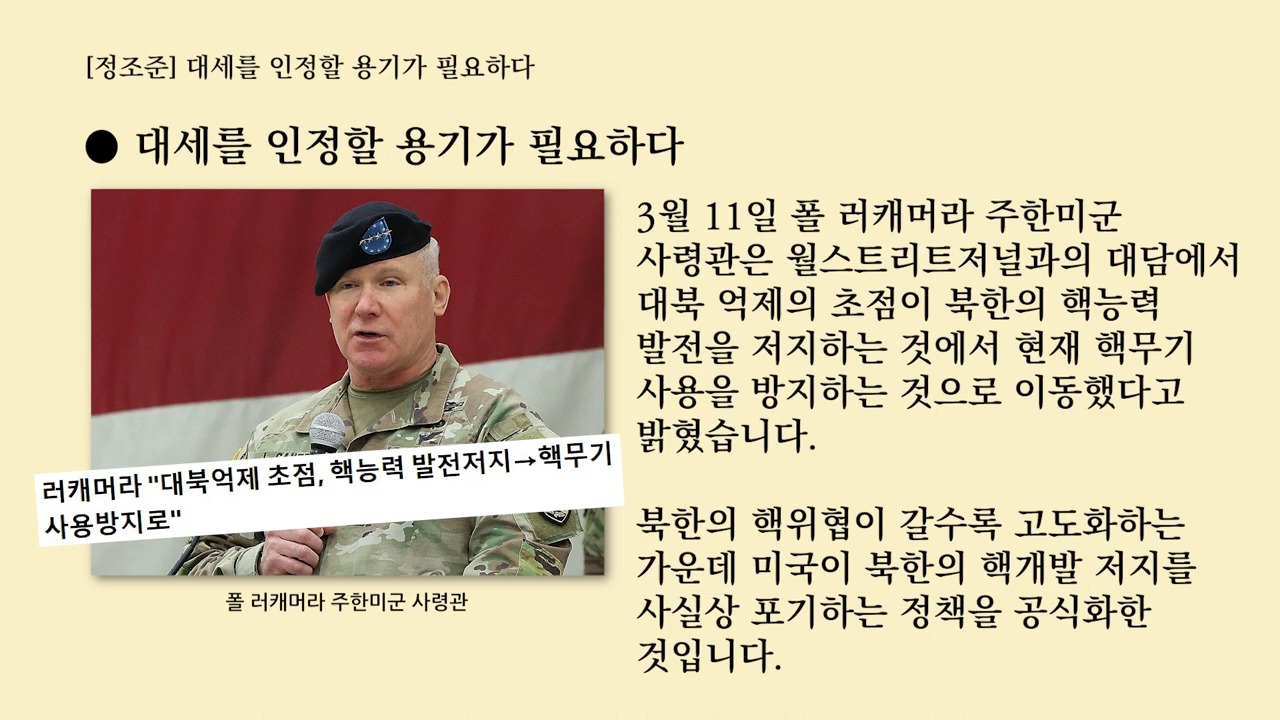 [정조준] 대세를 인정할 용기가 필요하다
● 대세를 인정할 용기가 필요하다
3월 11일 폴 러캐머라 주한미군
사령관은 월스트리트저널과의 대담에서
대북 억제의 초점이 북한의 핵능력
발전을 저지하는 것에서 현재 핵무기
사용을 방지하는 것으로 이동했다고
밝혔습니다.
북한의 핵위협이 갈수록 고도화하는
가운데 미국이 북한의 핵개발 저지를
사실상 포기하는 정책을 공식화한
것입니다.
러캐머라 "대북억제 초점, 핵능력 발전저지→핵무기
사용방지로"
폴 러캐머라 주한미군 사령관